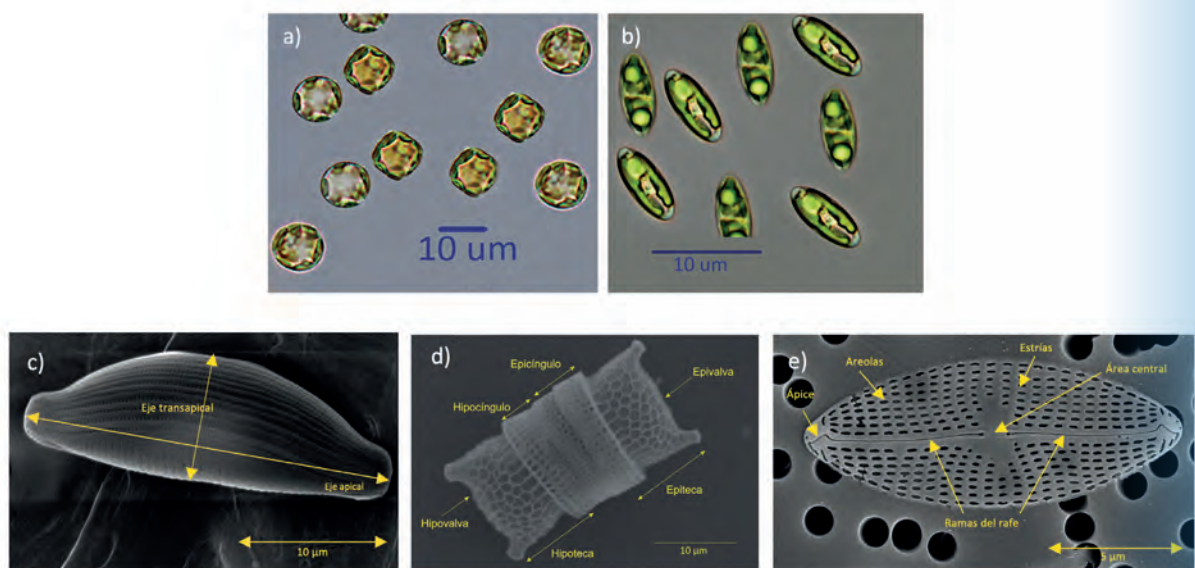 a)
10 um
b)
10 um
c)
Eje transapical
Eje apical
10 µm
d)
Epicíngulo
Hipocíngulo
Epivalva
Epiteca
Hipovalva
Hipoteca
10 µm
e)
Estrías
Areolas
Área central
Ápice
Ramas del rafe
5 µm